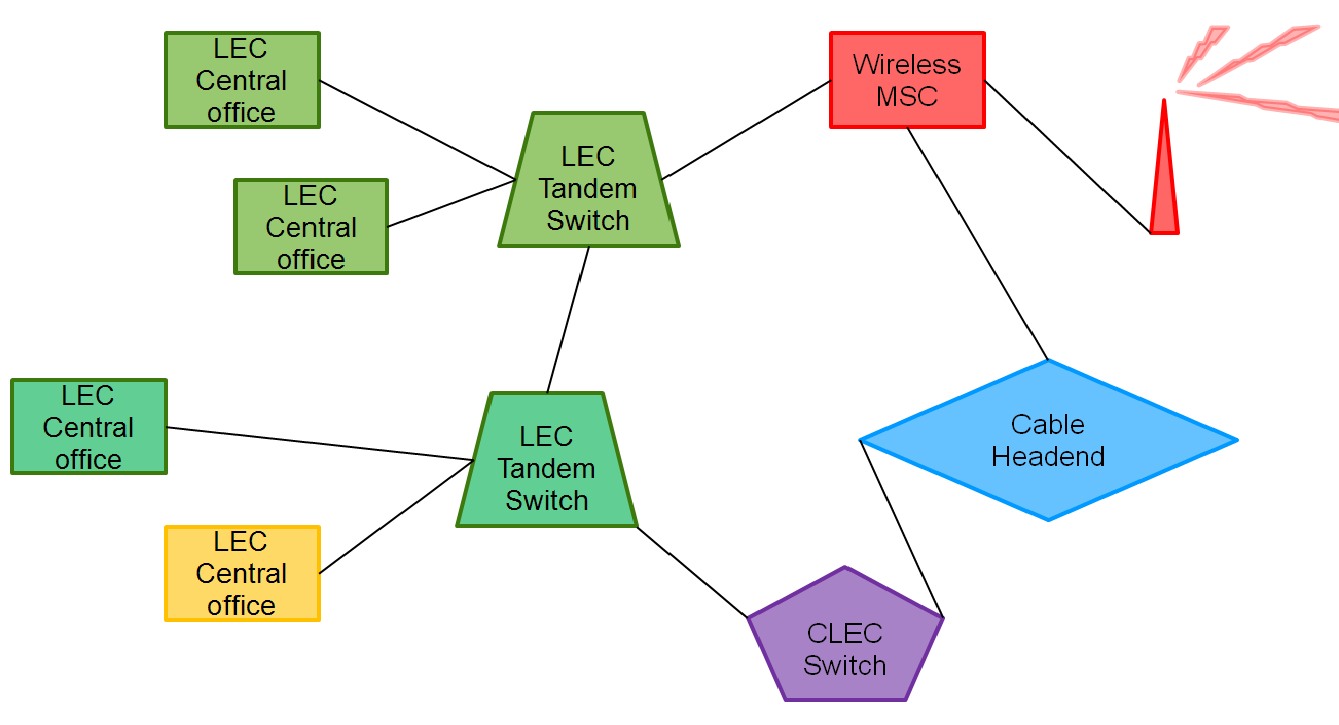 LEC
Central
office
Wireless
MSC
LEC
Tandem
Switch
LEC
Central
office
LEC
Central
office
LEC
Tandem
Switch
Cable
Headend
LEC
Central
office
CLEC
Switch